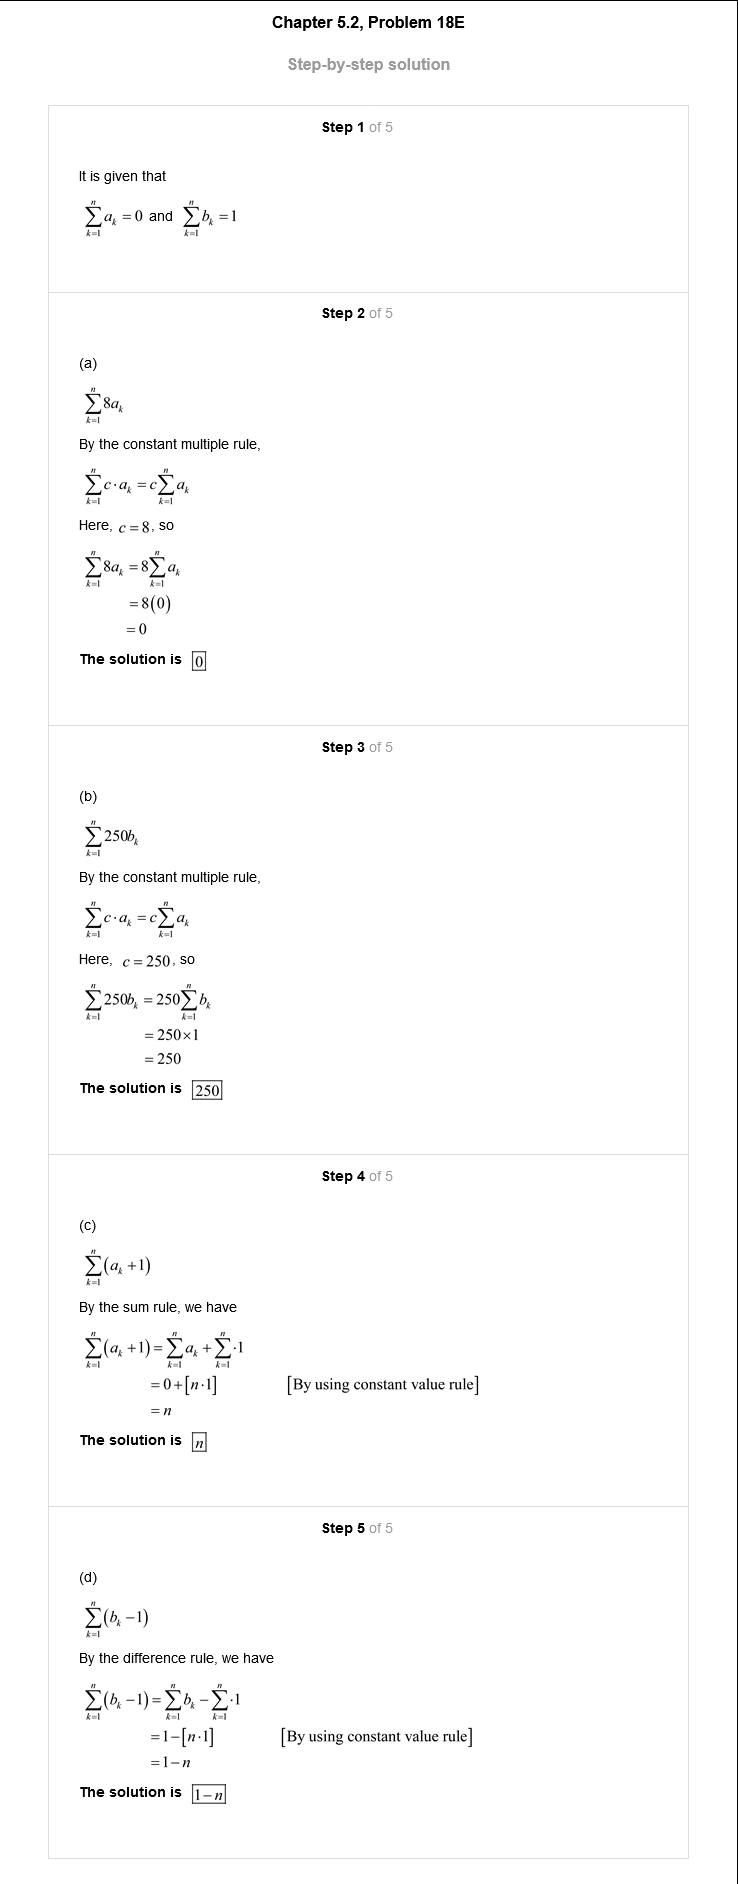 Chapter 5.2, Problem 18E
Step-by-step solution
Step 1 of 5
It is given that
$\sum_{k=1}^{n} a_k = 0$ and $\sum_{k=1}^{n} b_k = 1$
Step 2 of 5
(a)
$\sum_{k=1}^{n} 8a_k$
By the constant multiple rule,
$\sum_{k=1}^{n} c \cdot a_k = c \sum_{k=1}^{n} a_k$
Here, $c = 8$, so
$\sum_{k=1}^{n} 8a_k = 8 \sum_{k=1}^{n} a_k$
$= 8(0)$
$= 0$
The solution is $\boxed{0}$
Step 3 of 5
(b)
$\sum_{k=1}^{n} 250b_k$
By the constant multiple rule,
$\sum_{k=1}^{n} c \cdot a_k = c \sum_{k=1}^{n} a_k$
Here, $c = 250$, so
$\sum_{k=1}^{n} 250b_k = 250 \sum_{k=1}^{n} b_k$
$= 250 \times 1$
$= 250$
The solution is $\boxed{250}$
Step 4 of 5
(c)
$\sum_{k=1}^{n} (a_k + 1)$
By the sum rule, we have
$\sum_{k=1}^{n} (a_k + 1) = \sum_{k=1}^{n} a_k + \sum_{k=1}^{n} \cdot 1$
$= 0 + [n \cdot 1]$ [By using constant value rule]
$= n$
The solution is $\boxed{n}$
Step 5 of 5
(d)
$\sum_{k=1}^{n} (b_k - 1)$
By the difference rule, we have
$\sum_{k=1}^{n} (b_k - 1) = \sum_{k=1}^{n} b_k - \sum_{k=1}^{n} \cdot 1$
$= 1 - [n \cdot 1]$ [By using constant value rule]
$= 1 - n$
The solution is $\boxed{1 - n}$